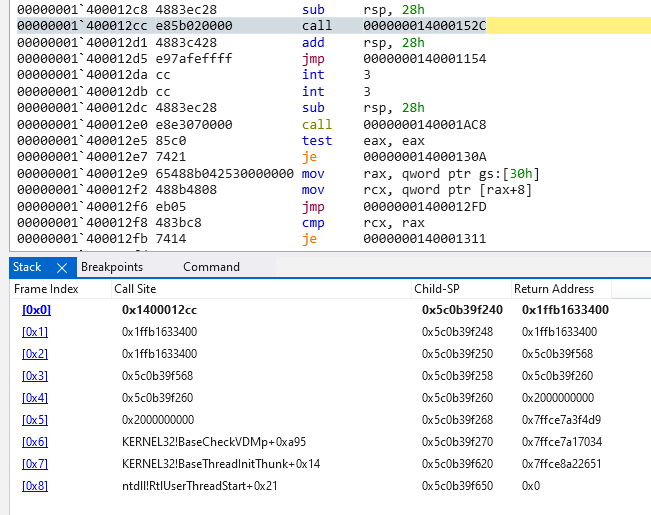 00000001`400012c8 4883ec28 sub rsp, 28h
00000001`400012cc e85b020000 call 000000014000152C
00000001`400012d1 4883c428 add rsp, 28h
00000001`400012d5 e97afeffff jmp 0000000140001154
00000001`400012da cc int 3
00000001`400012db cc int 3
00000001`400012dc 4883ec28 sub rsp, 28h
00000001`400012e0 e8e3070000 call 0000000140001AC8
00000001`400012e5 85c0 test eax, eax
00000001`400012e7 7421 je 000000014000130A
00000001`400012e9 65488b042530000000 mov rax, qword ptr gs:[30h]
00000001`400012f2 488b4808 mov rcx, qword ptr [rax+8]
00000001`400012f6 eb05 jmp 00000001400012FD
00000001`400012f8 483bc8 cmp rcx, rax
00000001`400012fb 7414 je 0000000140001311
Stack Breakpoints Command
Frame Index Call Site Child-SP Return Address
[0x0] 0x1400012cc 0x5c0b39f240 0x1ffb1633400
[0x1] 0x1ffb1633400 0x5c0b39f248 0x1ffb1633400
[0x2] 0x1ffb1633400 0x5c0b39f250 0x5c0b39f568
[0x3] 0x5c0b39f568 0x5c0b39f258 0x5c0b39f260
[0x4] 0x5c0b39f260 0x5c0b39f260 0x2000000000
[0x5] 0x2000000000 0x5c0b39f268 0x7ffce7a3f4d9
[0x6] KERNEL32!BaseCheckVDMp+0xa95 0x5c0b39f270 0x7ffce7a17034
[0x7] KERNEL32!BaseThreadInitThunk+0x14 0x5c0b39f620 0x7ffce8a22651
[0x8] ntdll!RtlUserThreadStart+0x21 0x5c0b39f650 0x0